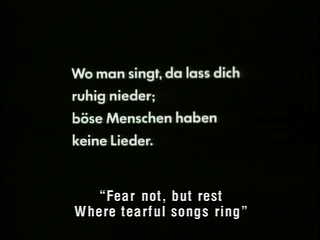 Wo man singt, da lass dich
ruhig nieder;
böse Menschen haben
keine Lieder.
“Fear not, but rest
Where tearful songs ring”